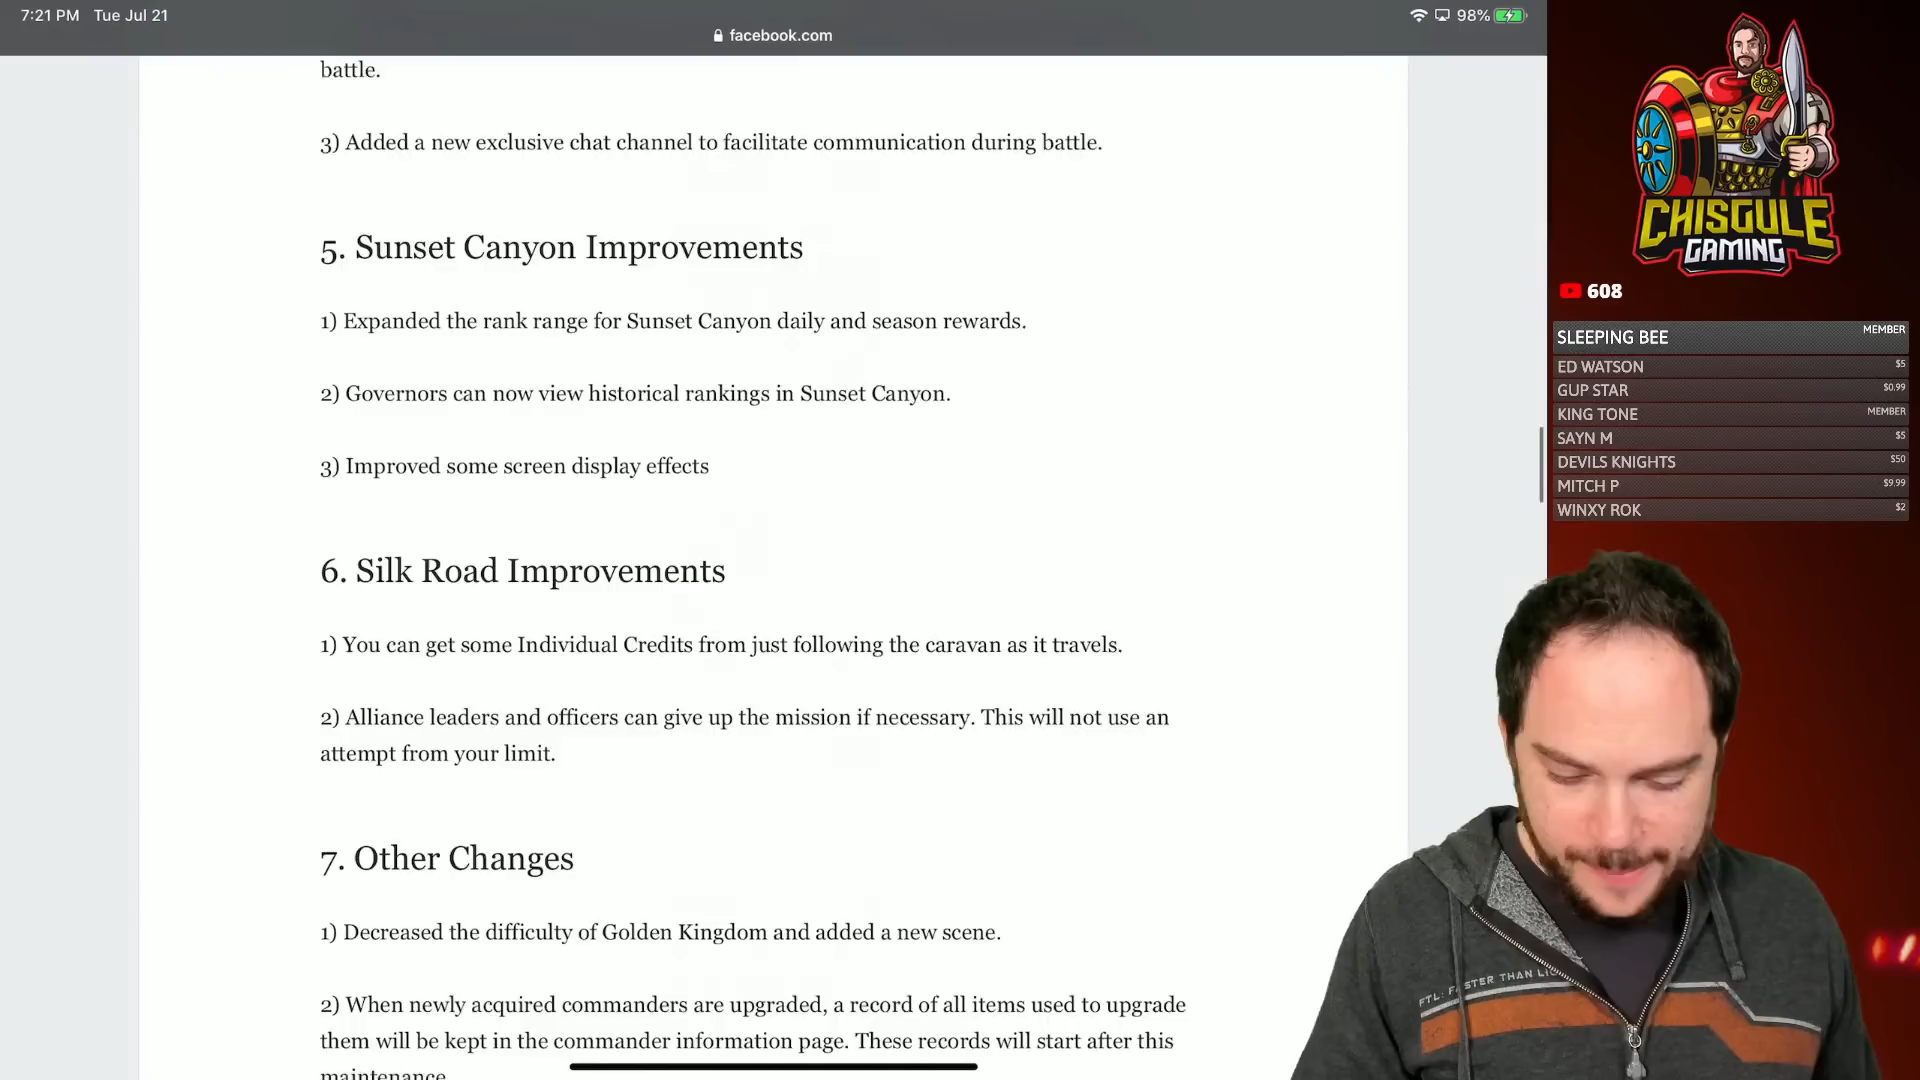 7:21 PM Tue Jul 21
98%
facebook.com
battle.
3) Added a new exclusive chat channel to facilitate communication during battle.
5. Sunset Canyon Improvements
1) Expanded the rank range for Sunset Canyon daily and season rewards.
2) Governors can now view historical rankings in Sunset Canyon.
3) Improved some screen display effects
6. Silk Road Improvements
1) You can get some Individual Credits from just following the caravan as it travels.
2) Alliance leaders and officers can give up the mission if necessary. This will not use an
attempt from your limit.
7. Other Changes
1) Decreased the difficulty of Golden Kingdom and added a new scene.
2) When newly acquired commanders are upgraded, a record of all items used to upgrade
them will be kept in the commander information page. These records will start after this
maintenance
CHISGULE
GAMING
608
SLEEPING BEE MEMBER
ED WATSON $5
GUP STAR $0.99
KING TONE MEMBER
SAYN M $5
DEVILS KNIGHTS $50
MITCH P $9.99
WINXY ROK $2